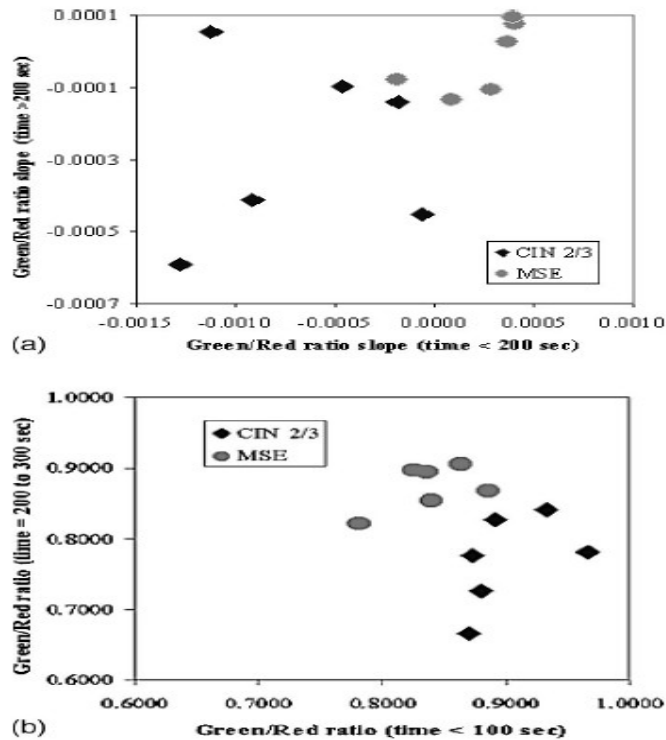 0.0001
-0.0001
-0.0003
-0.0005
-0.0007
Green/Red ratio slope (time >200 sec)
CIN 2/3
MSE
-0.0015 -0.0010 -0.0005 0.0000 0.0005 0.0010
(a) Green/Red ratio slope (time < 200 sec)
1.0000
0.9000
0.8000
0.7000
0.6000
Green/Red ratio (time = 200 to 300 sec)
CIN 2/3
MSE
0.6000 0.7000 0.8000 0.9000 1.0000
(b) Green/Red ratio (time < 100 sec)